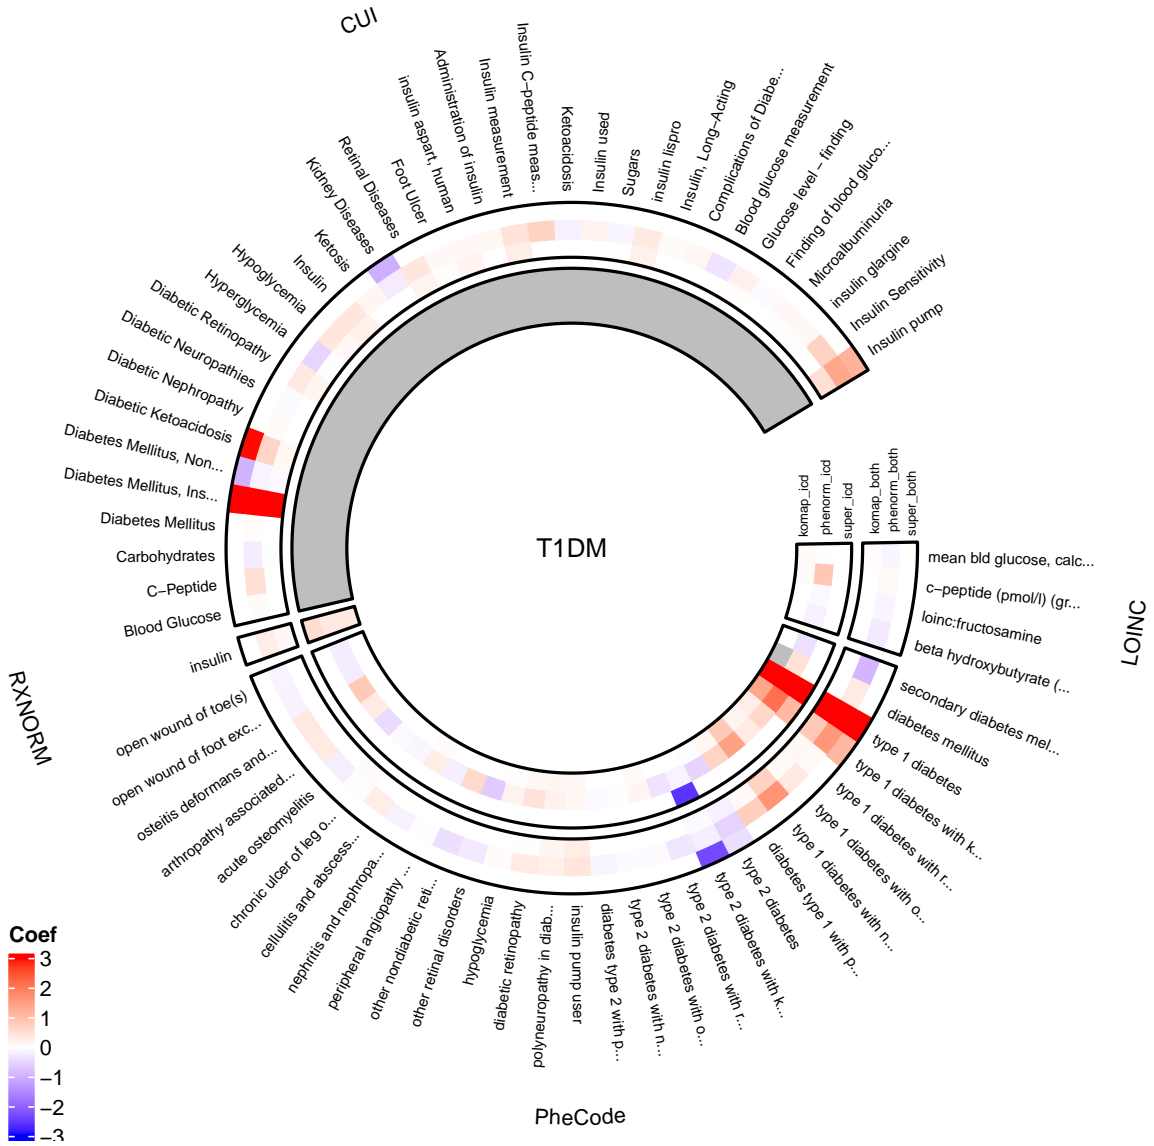 CUI
Blood Glucose
C−Peptide
Carbohydrates
Diabetes Mellitus
Diabetes Mellitus, Ins...
Diabetes Mellitus, Non...
Diabetic Ketoacidosis
Diabetic Nephropathy
Diabetic Neuropathies
Diabetic Retinopathy
Hyperglycemia
Hypoglycemia
Insulin
Ketosis
Kidney Diseases
Retinal Diseases
Foot Ulcer
insulin aspart, human
Administration of insulin
Insulin measurement
Insulin C−peptide meas...
Ketoacidosis
Insulin used
Sugars
insulin lispro
Insulin, Long−Acting
Complications of Diabe...
Blood glucose measurement
Glucose level − finding
Finding of blood gluco...
Microalbuminuria
insulin glargine
Insulin Sensitivity
Insulin pump
komap_icd
phenorm_icd
super_icd
komap_both
phenorm_both
super_both
T1DM
LOINC
mean bld glucose, calc...
c−peptide (pmol/l) (gr...
loinc:fructosamine
beta hydroxybutyrate (...
secondary diabetes mel...
diabetes mellitus
type 1 diabetes
type 1 diabetes with k...
type 1 diabetes with r...
type 1 diabetes with o...
type 1 diabetes with n...
diabetes type 1 with p...
type 2 diabetes
type 2 diabetes with k...
type 2 diabetes with r...
type 2 diabetes with o...
type 2 diabetes with n...
diabetes type 2 with p...
insulin pump user
polyneuropathy in diab...
diabetic retinopathy
hypoglycemia
other retinal disorders
other nondiabetic reti...
peripheral angiopathy ...
nephritis and nephropa...
cellulitis and abscess...
chronic ulcer of leg o...
acute osteomyelitis
arthropathy associated...
osteitis deformans and...
open wound of foot exc...
open wound of toe(s)
insulin
RXNORM
PheCode
Coef
3
2
1
0
−1
−2
−3